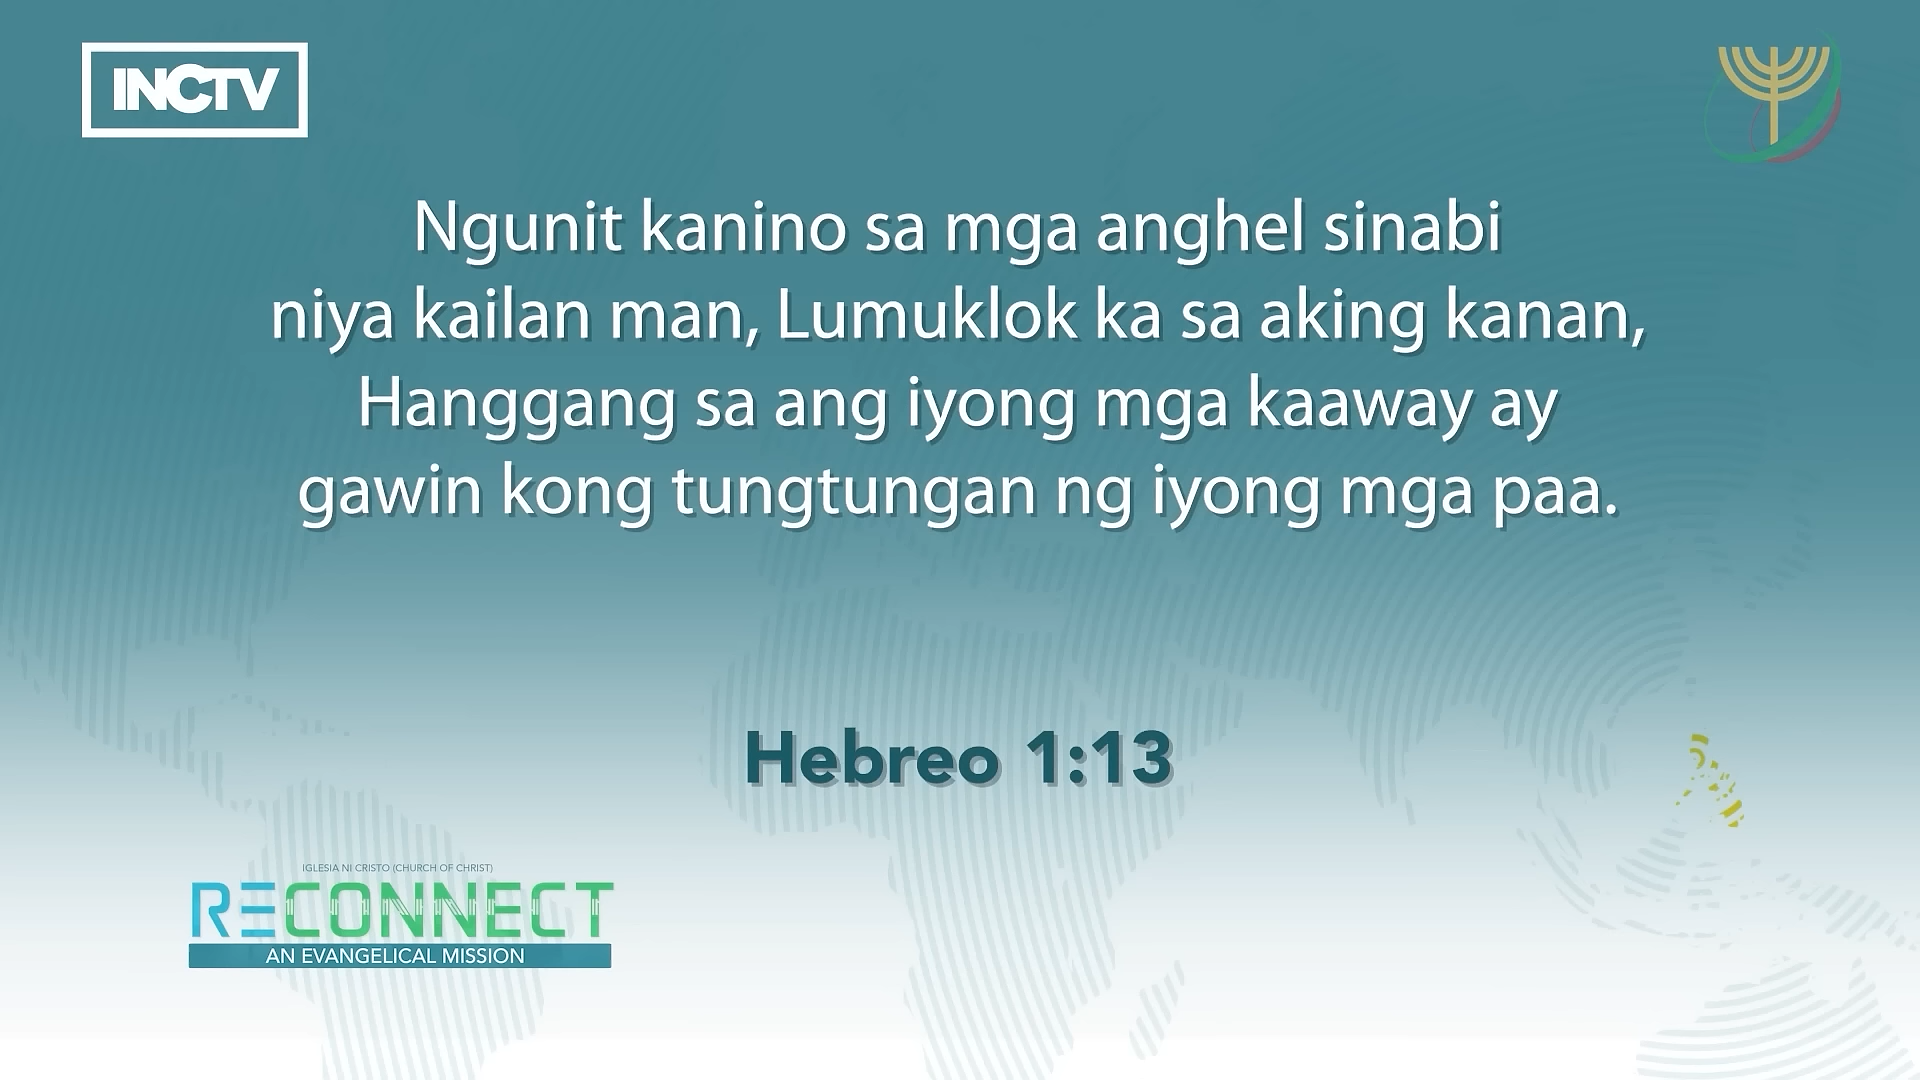 INCTV
Ngunit kanino sa mga anghel sinabi
niya kailan man, Lumuklok ka sa aking kanan,
Hanggang sa ang iyong mga kaaway ay
gawin kong tungtungan ng iyong mga paa.
Hebreo 1:13
IGLESIA NI CRISTO (CHURCH OF CHRIST)
RECONNECT
AN EVANGELICAL MISSION